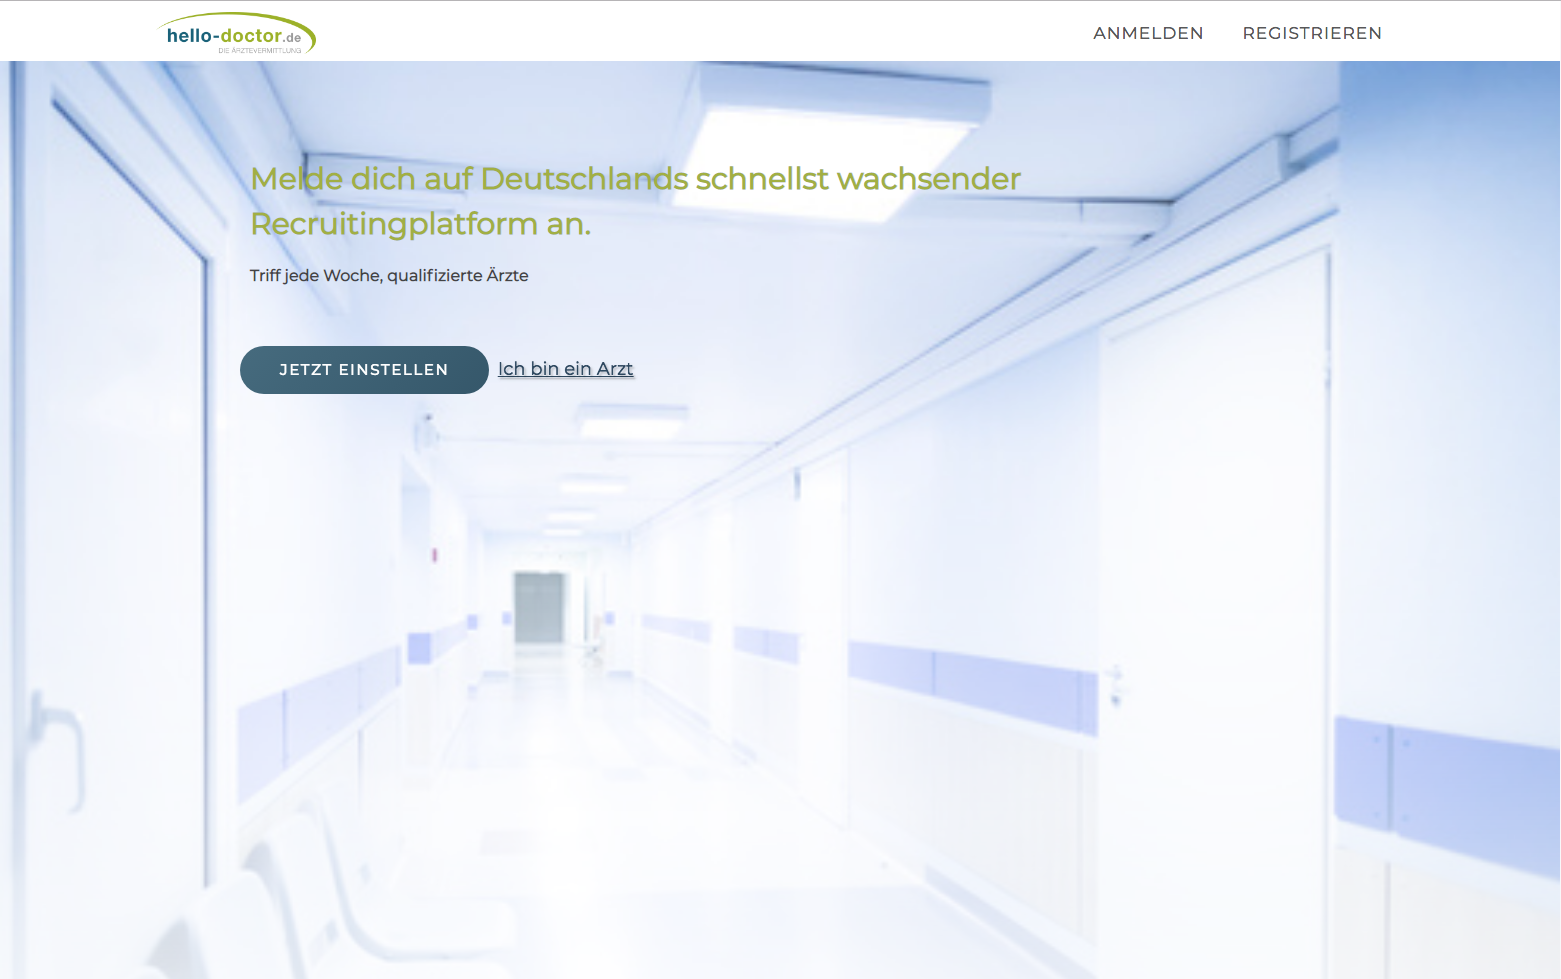 hello-doctor.de
DIE ÄRZTEVERMITTLUNG
ANMELDEN REGISTRIEREN
Melde dich auf Deutschlands schnellst wachsender
Recruitingplatform an.
Triff jede Woche, qualifizierte Ärzte
JETZT EINSTELLEN Ich bin ein Arzt